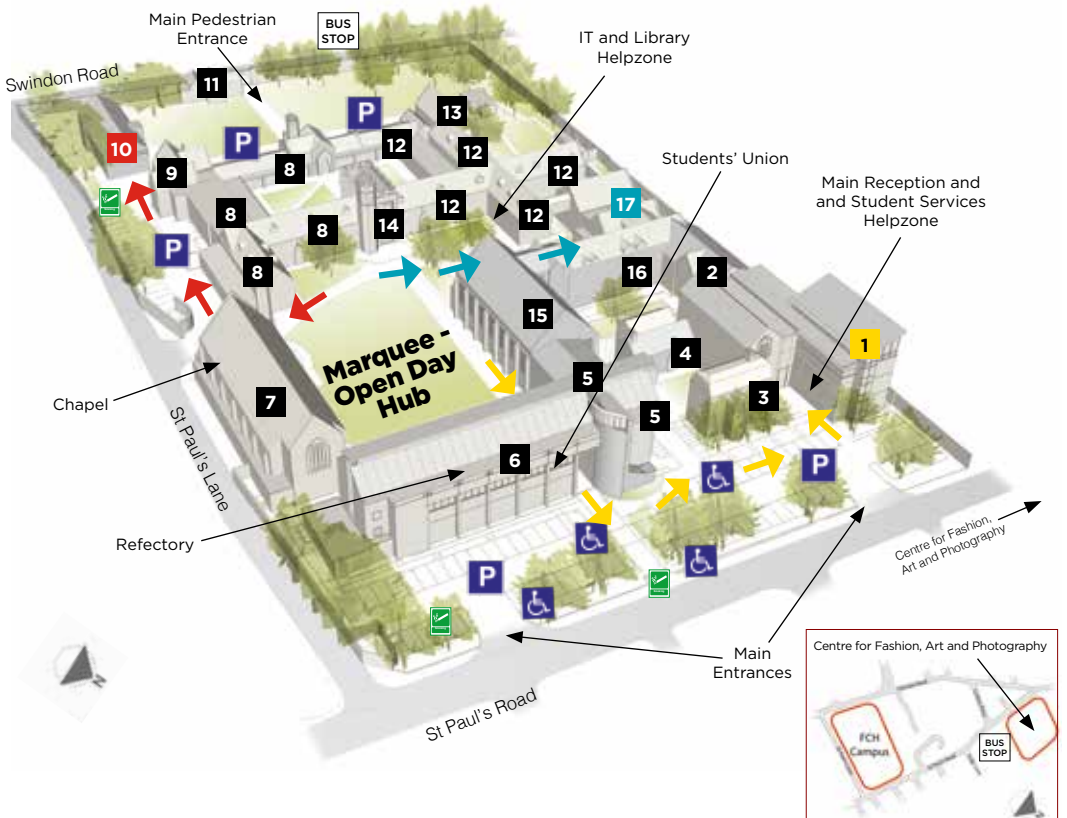 Main Pedestrian
Entrance
BUS
STOP
IT and Library
Helpzone
Swindon Road
11
P
13
10
P
12
12
Students' Union
9
8
12
Main Reception and
and Student Services
Helpzone
8
8
14
12
12
17
P
8
16
2
15
1
Marquee -
Open Day
Hub
4
5
3
Chapel
7
5
6
P
St Paul's Lane
Refectory
Centre for Fashion,
Art and Photography
P
Main
Entrances
N
St Paul's Road
Centre for Fashion, Art and Photography
FCH
Campus
BUS
STOP